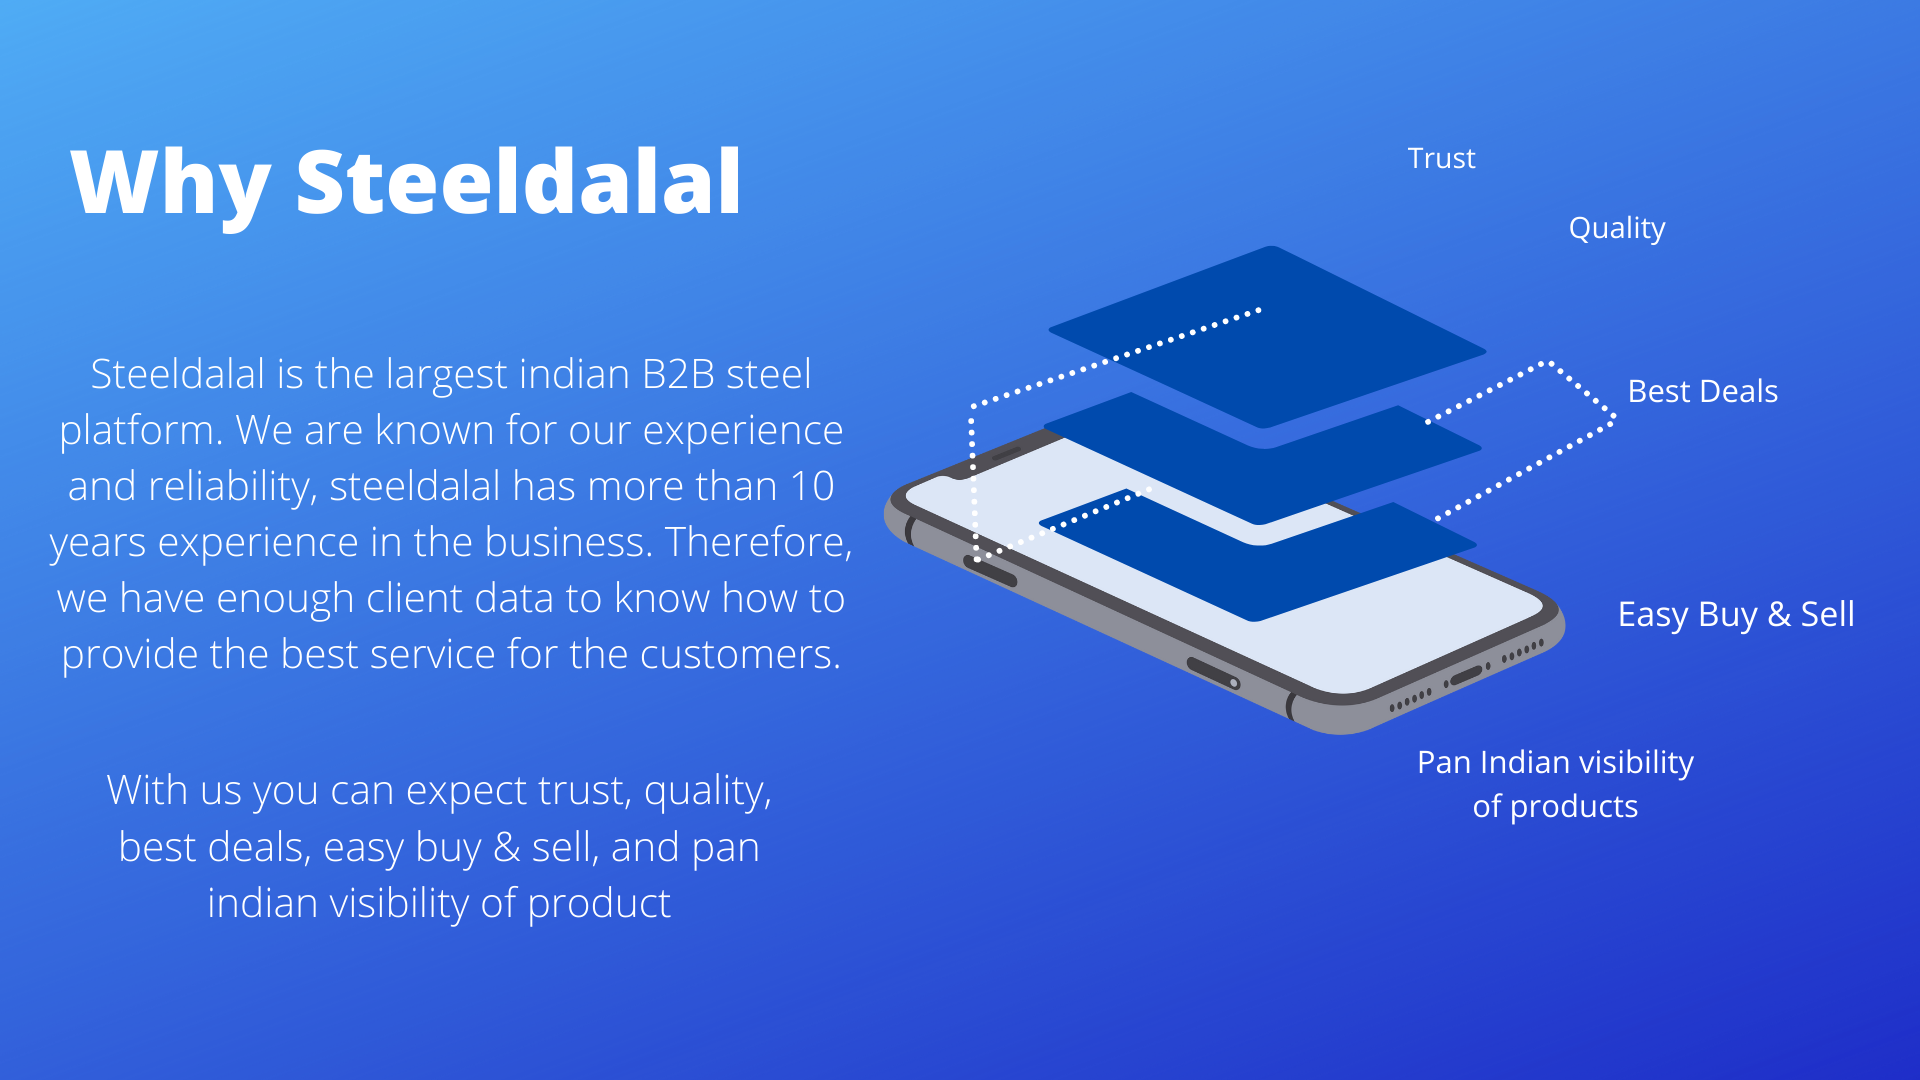 Why Steeldalal
Steeldalal is the largest indian B2B steel
platform. We are known for our experience
and reliability, steeldalal has more than 10
years experience in the business. Therefore,
we have enough client data to know how to
provide the best service for the customers.
With us you can expect trust, quality,
best deals, easy buy & sell, and pan
indian visibility of product
Trust
Quality
Best Deals
Easy Buy & Sell
Pan Indian visibility
of products